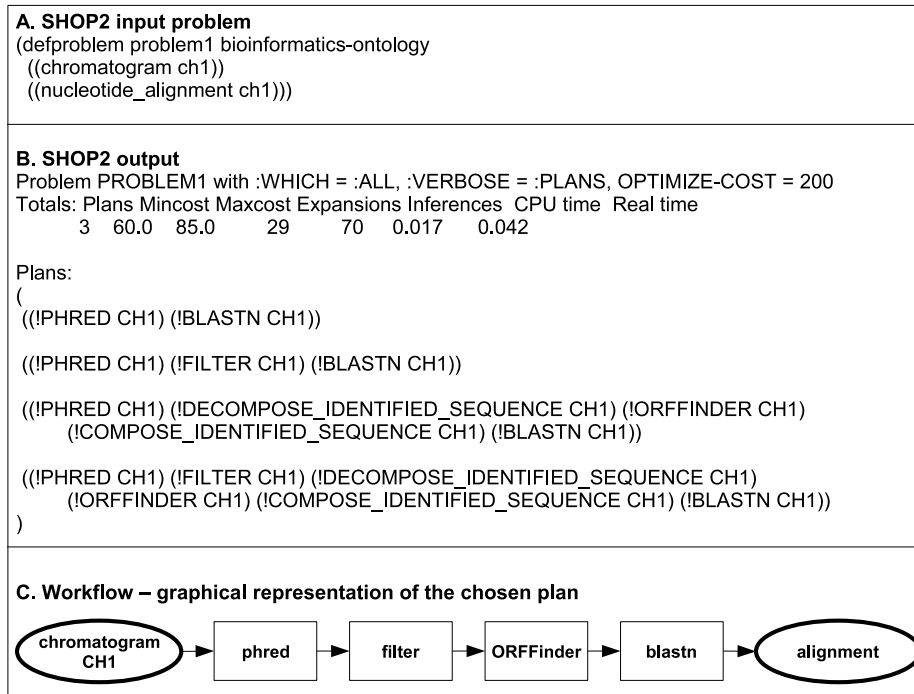 A. SHOP2 input problem
(defproblem problem1 bioinformatics-ontology
((chromatogram ch1))
((nucleotide_alignment ch1)))
B. SHOP2 output
Problem PROBLEM1 with :WHICH = :ALL, :VERBOSE = :PLANS, OPTIMIZE-COST = 200
Totals: Plans Mincost Maxcost Expansions Inferences CPU time Real time
3 60.0 85.0 29 70 0.017 0.042
Plans:
(
((!PHRED CH1) (!BLASTN CH1))
((!PHRED CH1) (!FILTER CH1) (!BLASTN CH1))
((!PHRED CH1) (!DECOMPOSE_IDENTIFIED_SEQUENCE CH1) (!ORFFINDER CH1)
(!COMPOSE_IDENTIFIED_SEQUENCE CH1) (!BLASTN CH1))
((!PHRED CH1) (!FILTER CH1) (!DECOMPOSE_IDENTIFIED_SEQUENCE CH1)
(!ORFFINDER CH1) (!COMPOSE_IDENTIFIED_SEQUENCE CH1) (!BLASTN CH1))
)
C. Workflow – graphical representation of the chosen plan
chromatogram
CH1
phred
filter
ORFFinder
blastn
alignment